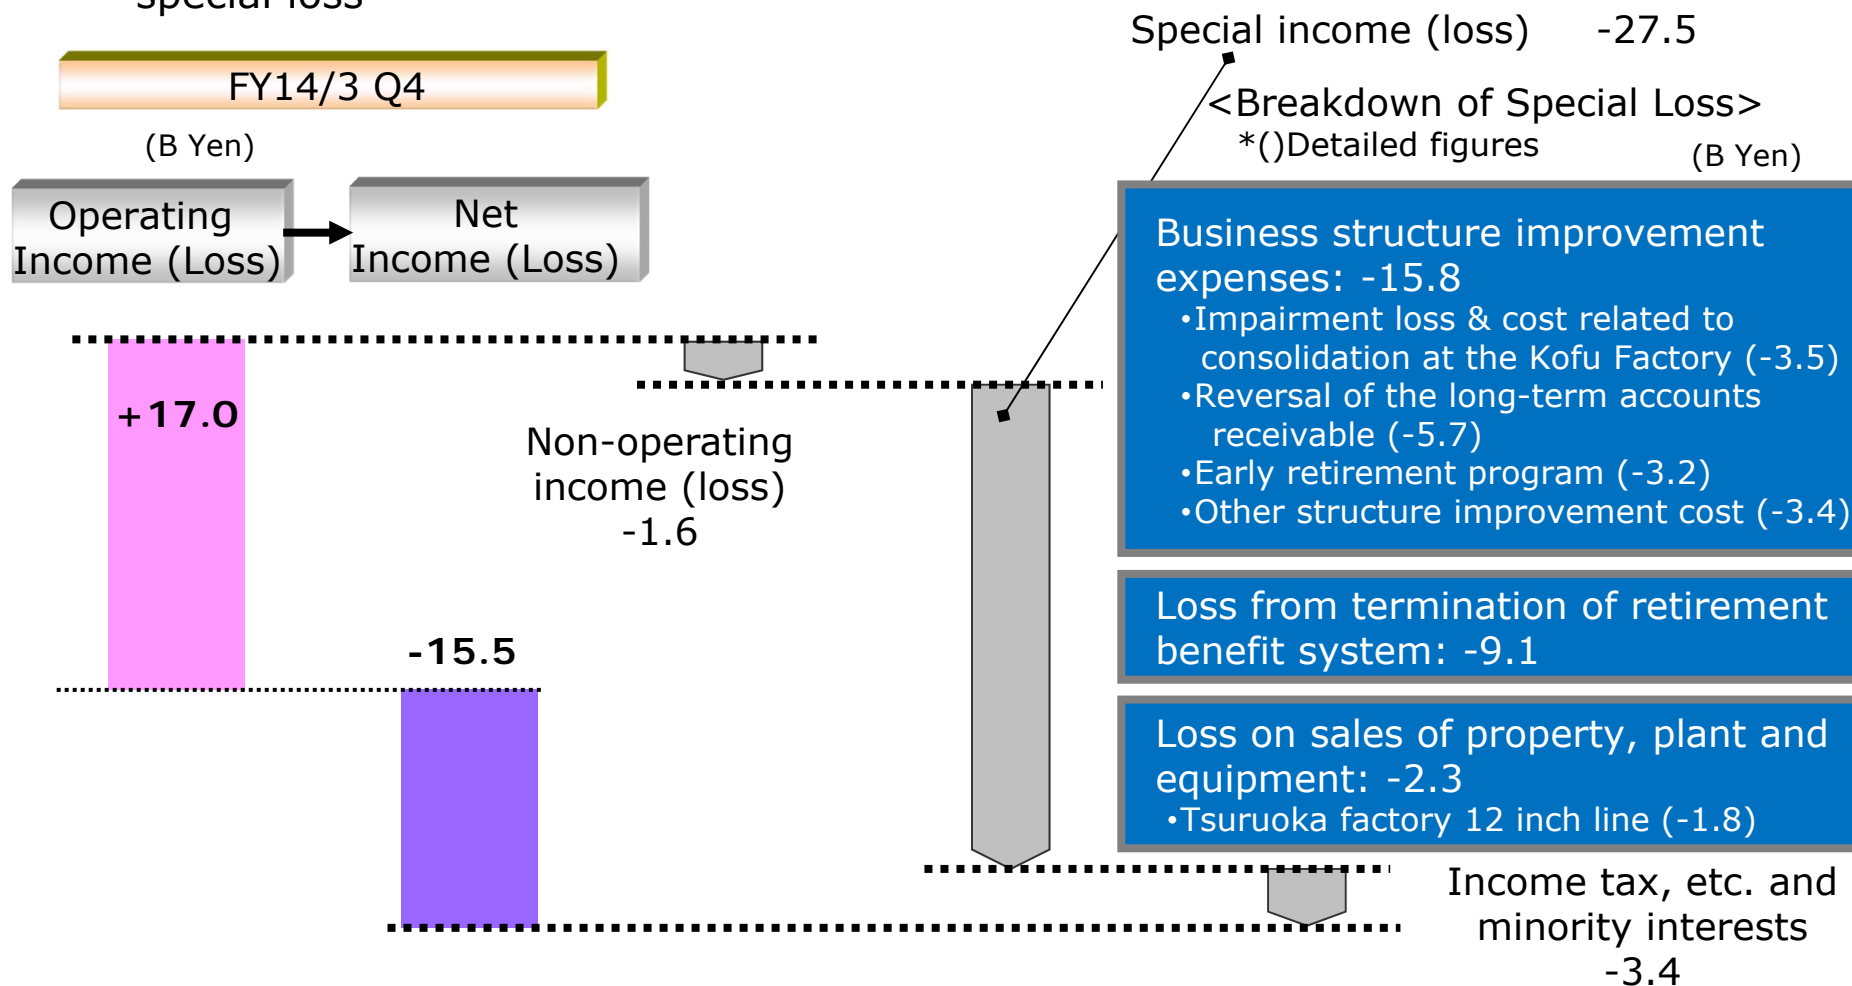 special loss
FY14/3 Q4
(B Yen)
Operating
Income (Loss)
Net
Income (Loss)
+17.0
-15.5
Non-operating
income (loss)
-1.6
Special income (loss) -27.5
<Breakdown of Special Loss>
*()Detailed figures
(B Yen)
Business structure improvement
expenses: -15.8
•Impairment loss & cost related to
consolidation at the Kofu Factory (-3.5)
•Reversal of the long-term accounts
receivable (-5.7)
•Early retirement program (-3.2)
•Other structure improvement cost (-3.4)
Loss from termination of retirement
benefit system: -9.1
Loss on sales of property, plant and
equipment: -2.3
•Tsuruoka factory 12 inch line (-1.8)
Income tax, etc. and
minority interests
-3.4